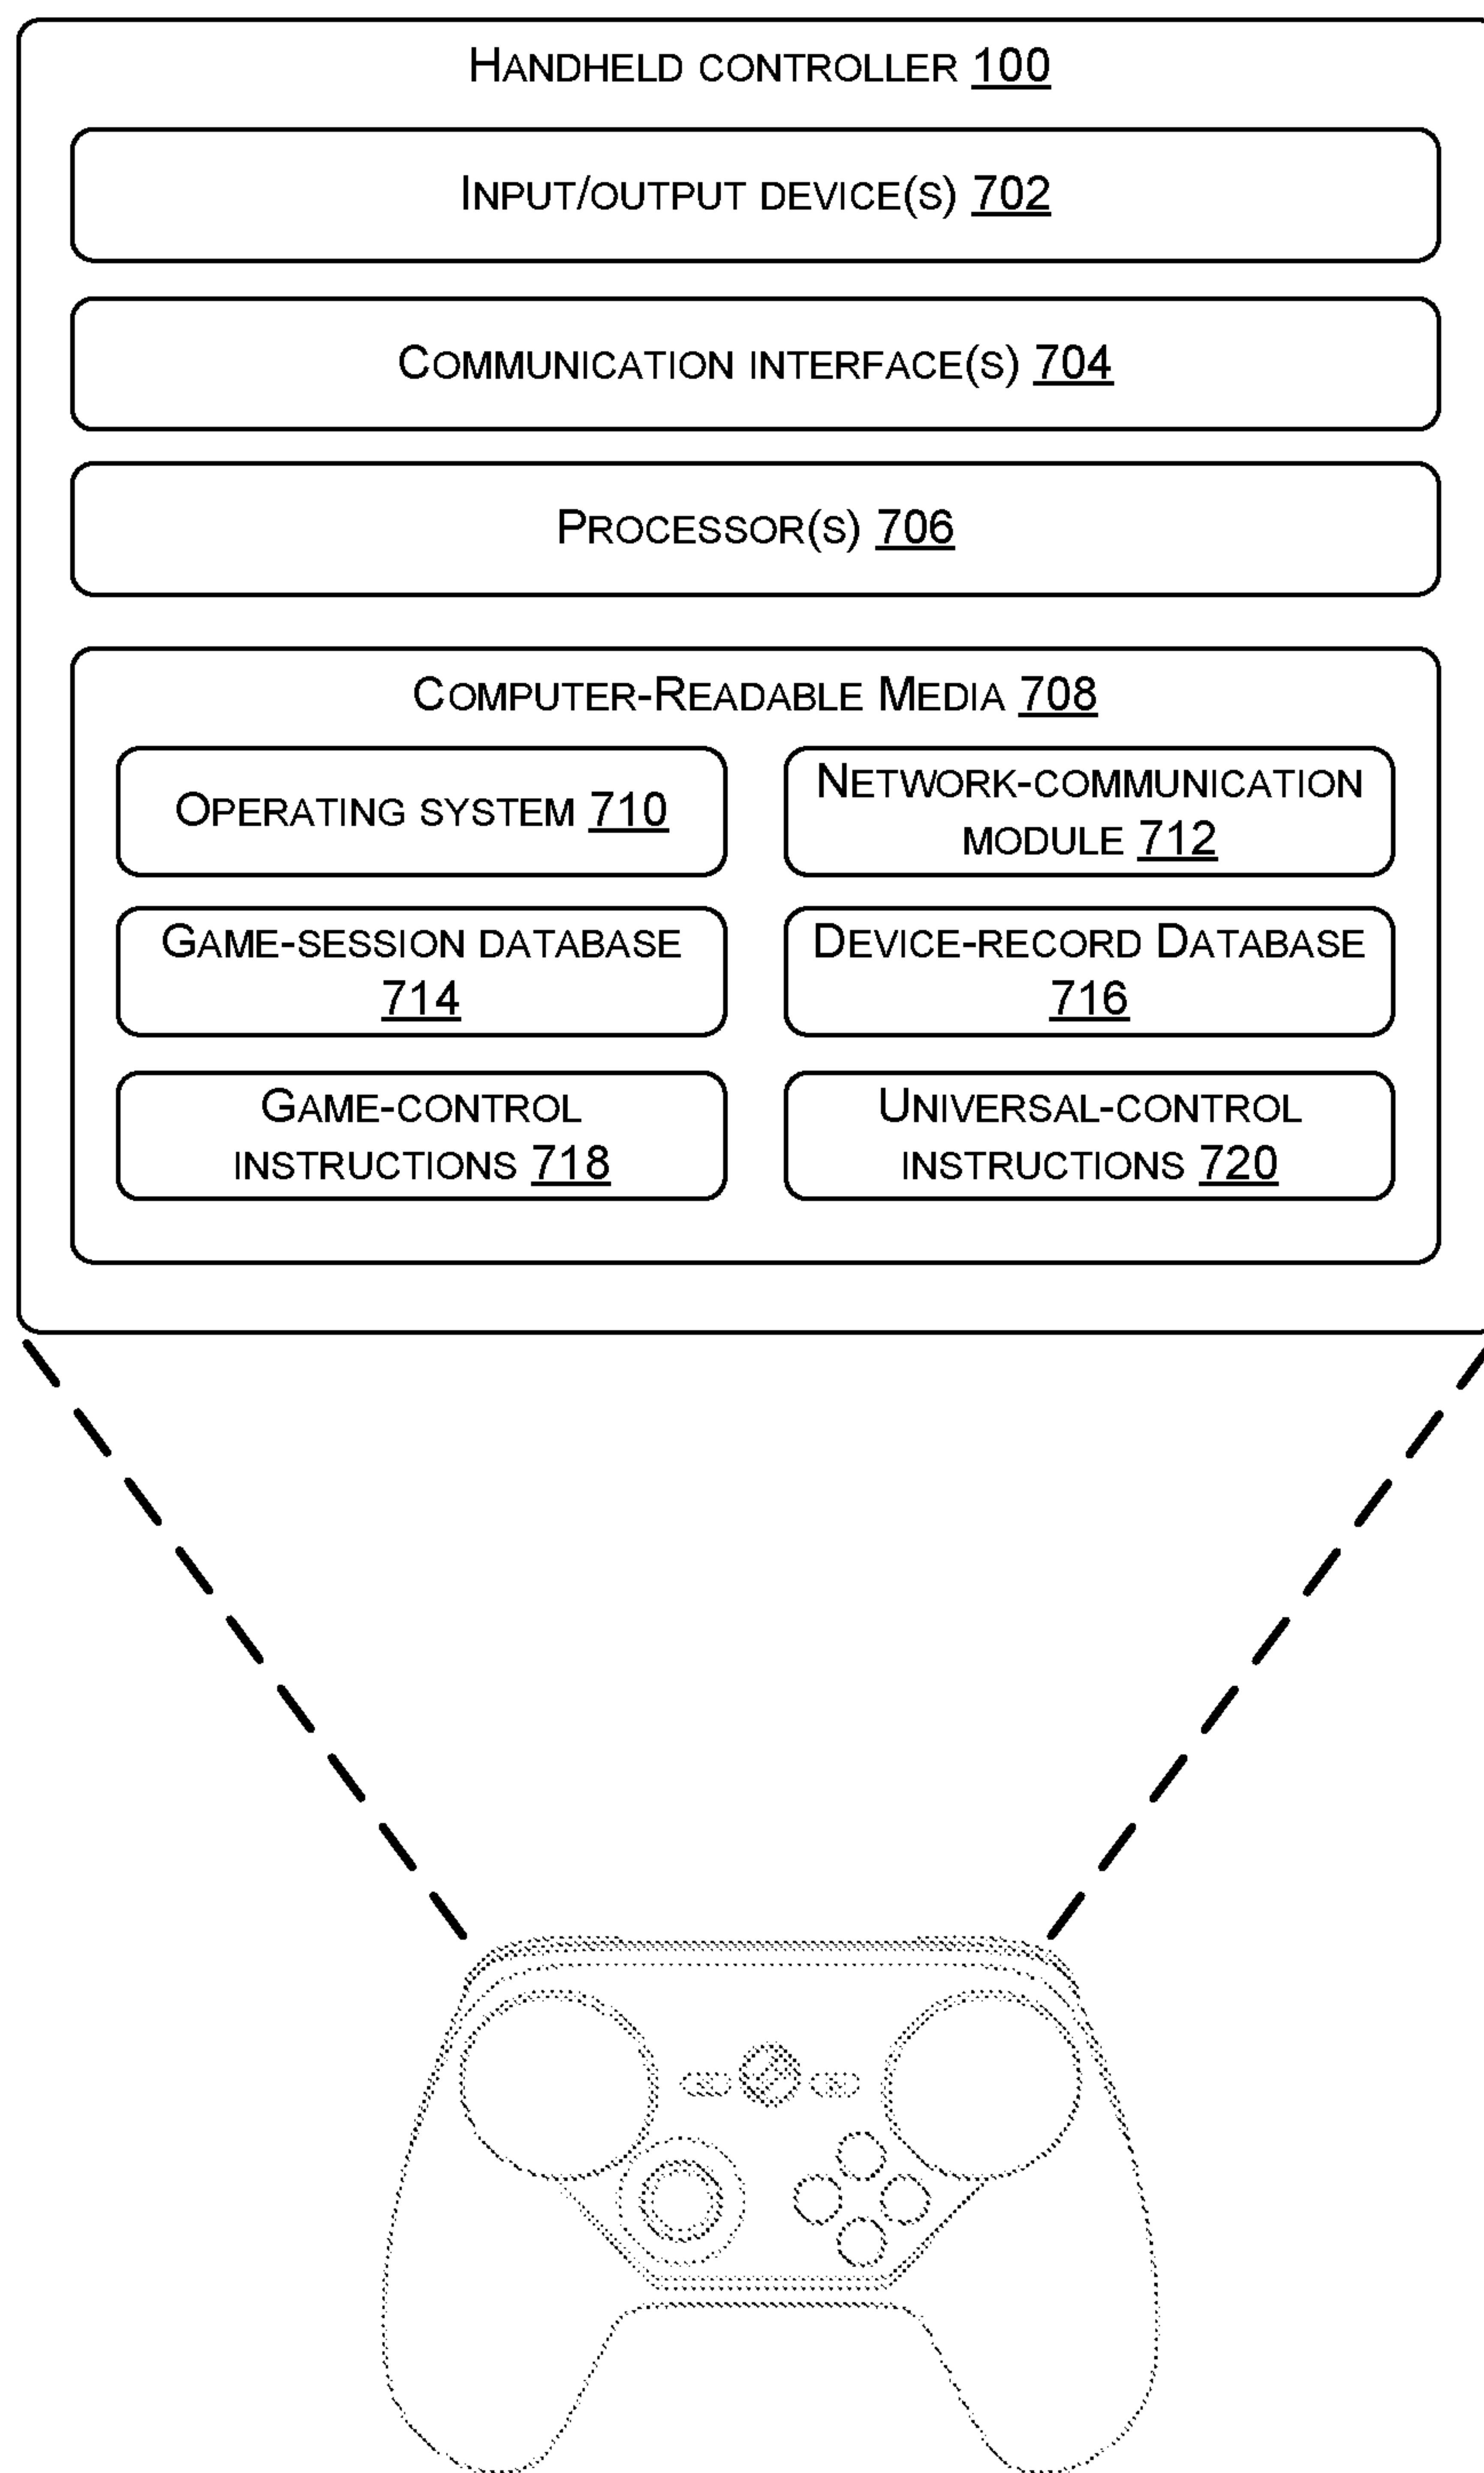 HANDHELD CONTROLLER 100
INPUT/OUTPUT DEVICE(S) 702
COMMUNICATION INTERFACE(S) 704
PROCESSOR(S) 706
COMPUTER-READABLE MEDIA 708
OPERATING SYSTEM 710
NETWORK-COMMUNICATION
MODULE 712
GAME-SESSION DATABASE
714
DEVICE-RECORD DATABASE
716
GAME-CONTROL
INSTRUCTIONS 718
UNIVERSAL-CONTROL
INSTRUCTIONS 720